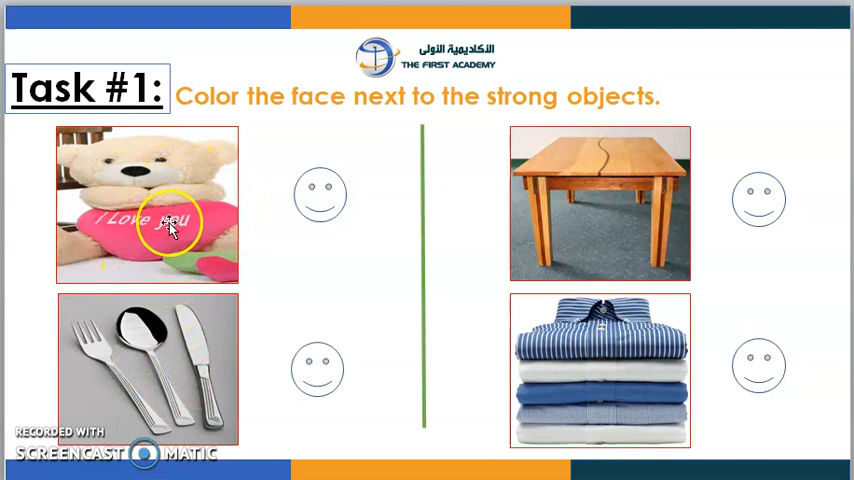 الأكاديمية الأولى
THE FIRST ACADEMY
Task #1:
Color the face next to the strong objects.
I Love you
RECORDED WITH
SCREENCAST MATIC